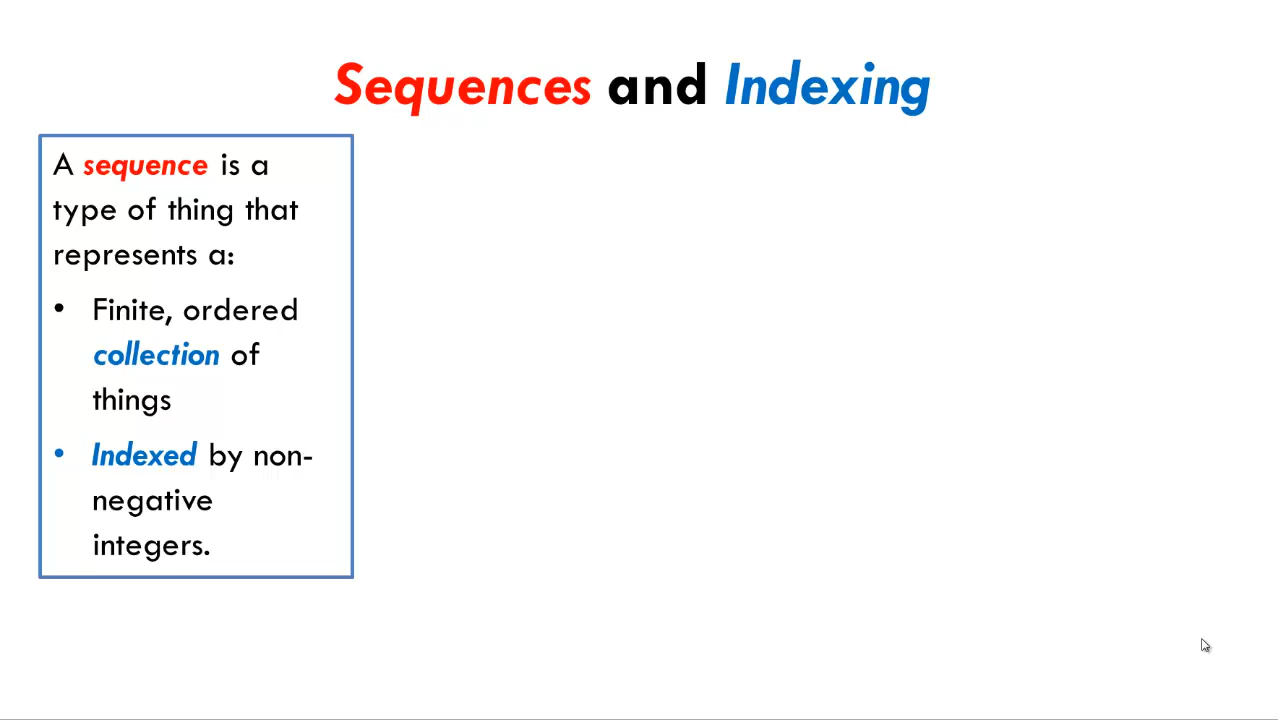 Sequences and Indexing
A sequence is a
type of thing that
represents a:
• Finite, ordered
collection of
things
• Indexed by non-
negative
integers.